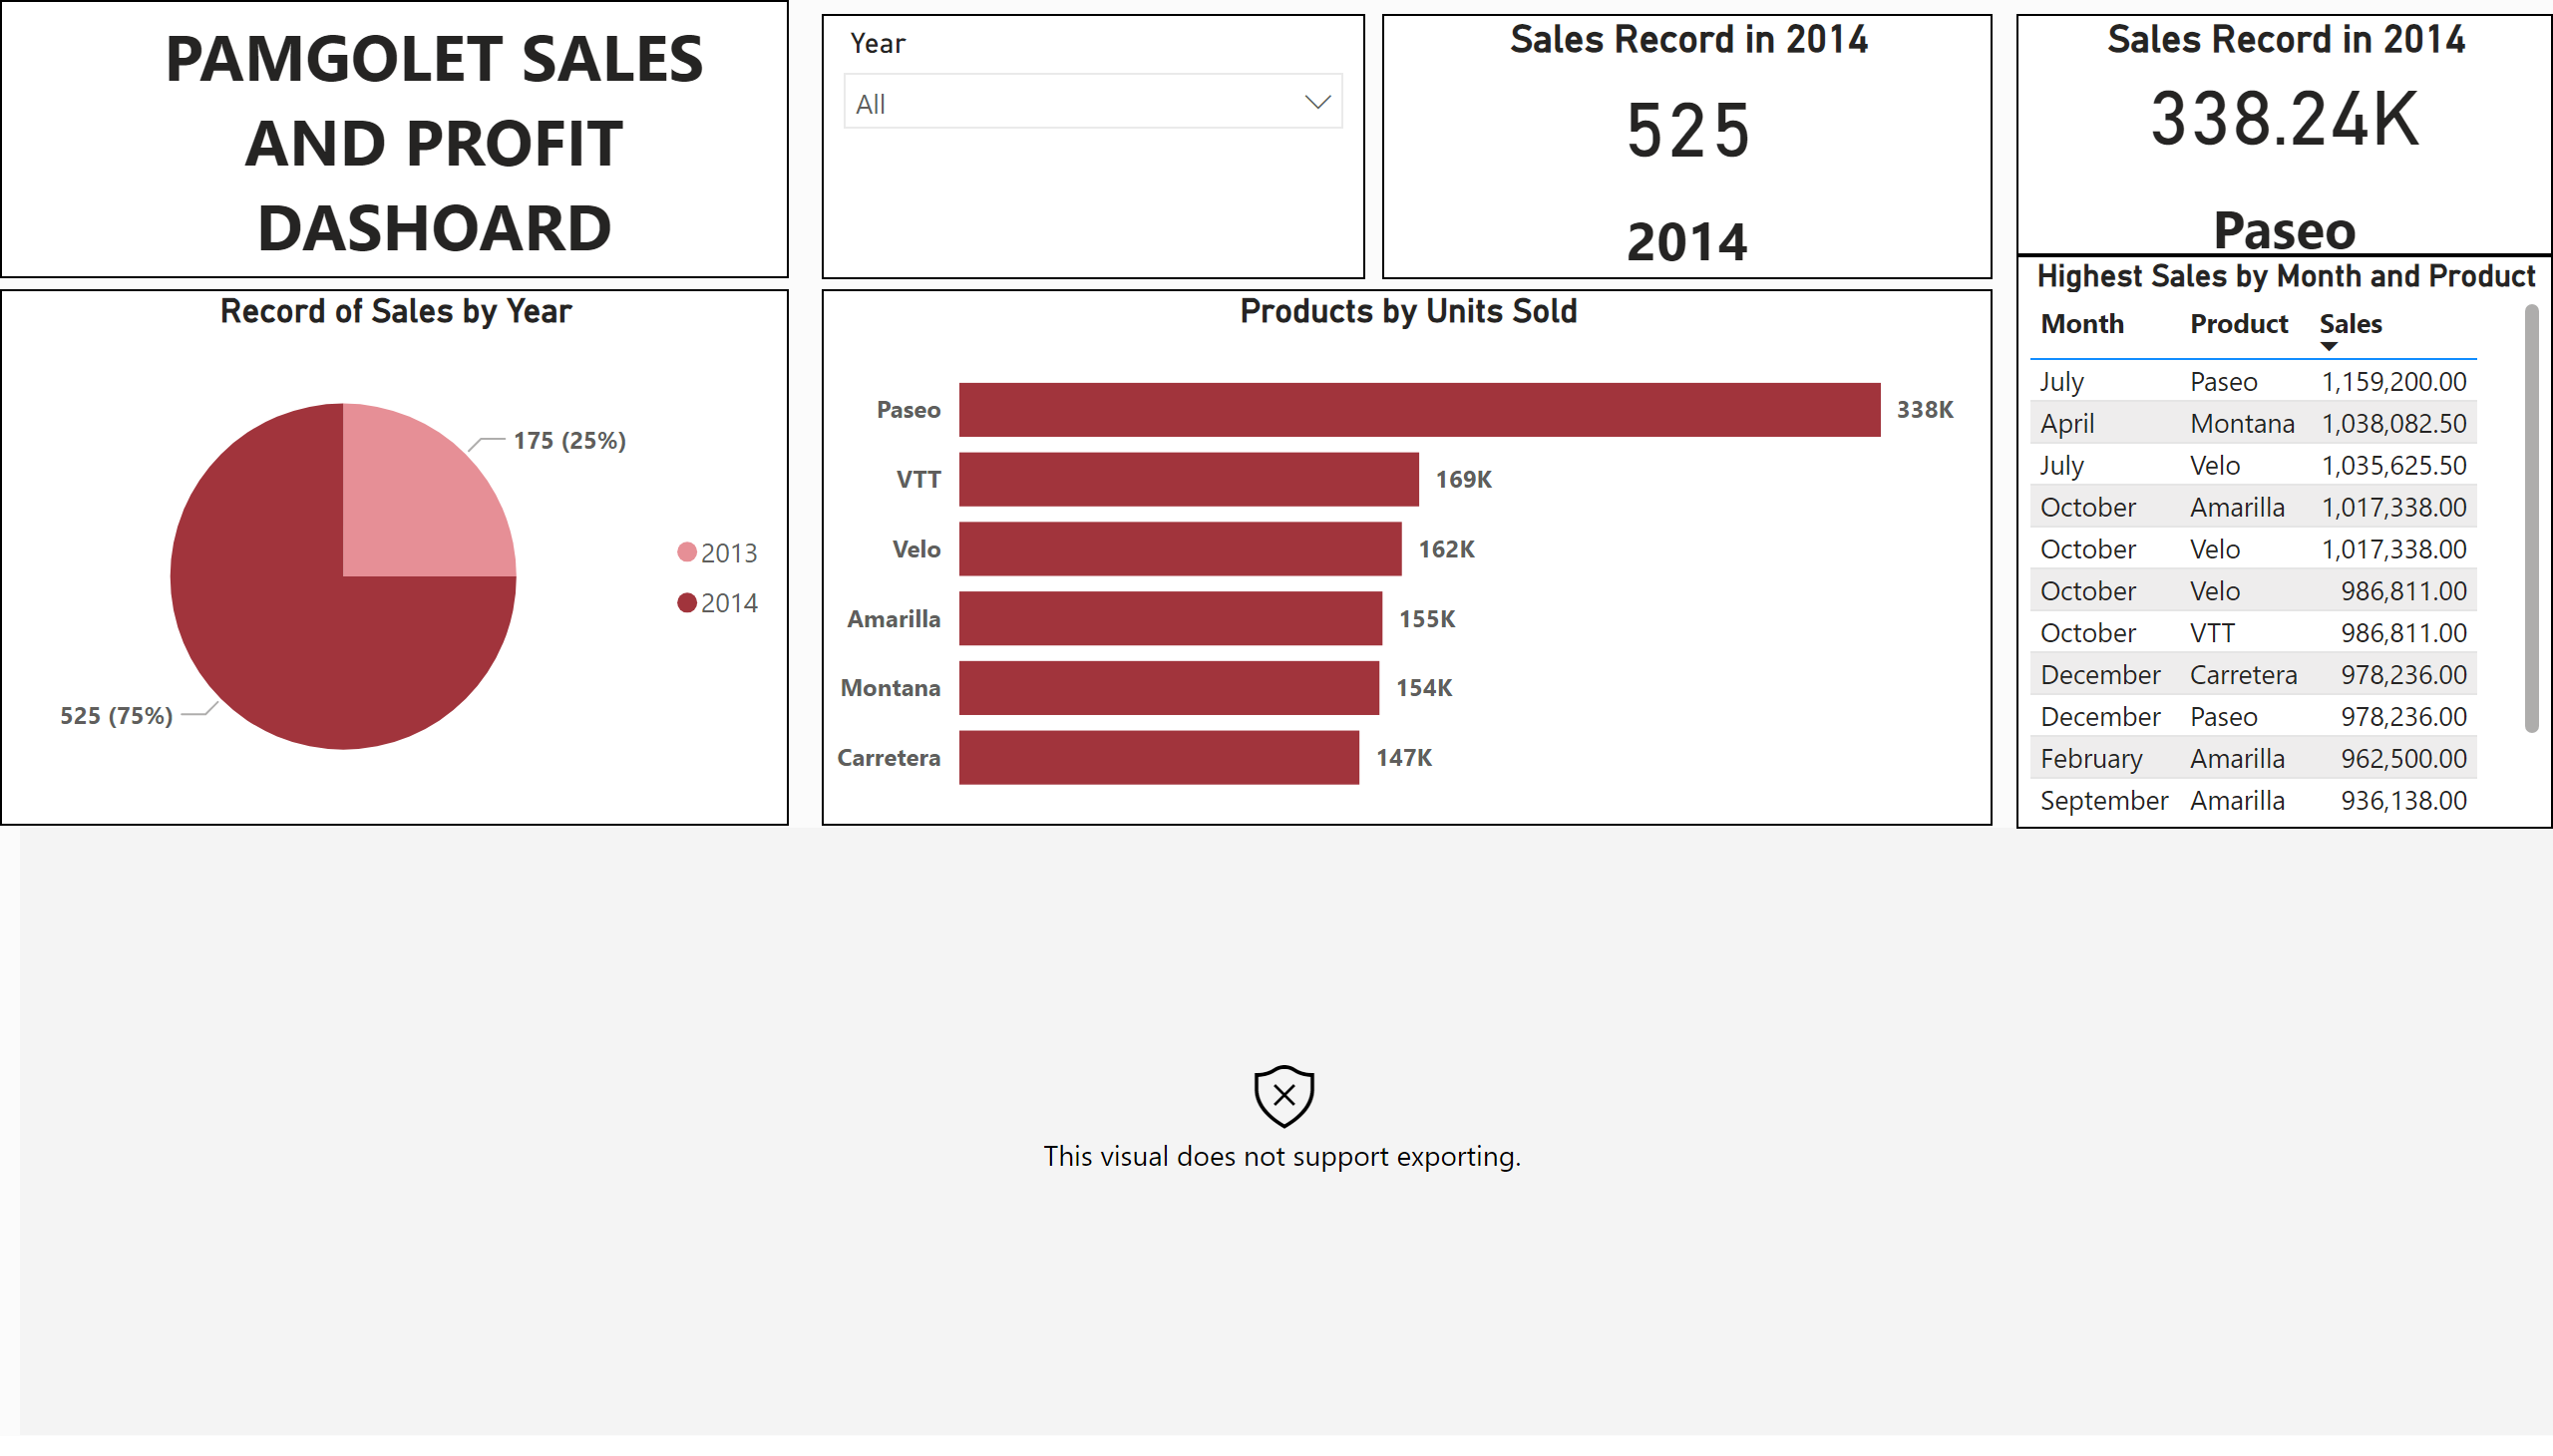 PAMGOLET SALES
AND PROFIT
DASHOARD
Year
All
Sales Record in 2014
525
2014
Sales Record in 2014
338.24K
Paseo
Record of Sales by Year
175 (25%)
525 (75%)
2013
2014
Products by Units Sold
Paseo 338K
VTT 169K
Velo 162K
Amarilla 155K
Montana 154K
Carretera 147K
Highest Sales by Month and Product
Month Product Sales
July Paseo 1,159,200.00
April Montana 1,038,082.50
July Velo 1,035,625.50
October Amarilla 1,017,338.00
October Velo 1,017,338.00
October Velo 986,811.00
October VTT 986,811.00
December Carretera 978,236.00
December Paseo 978,236.00
February Amarilla 962,500.00
September Amarilla 936,138.00
This visual does not support exporting.